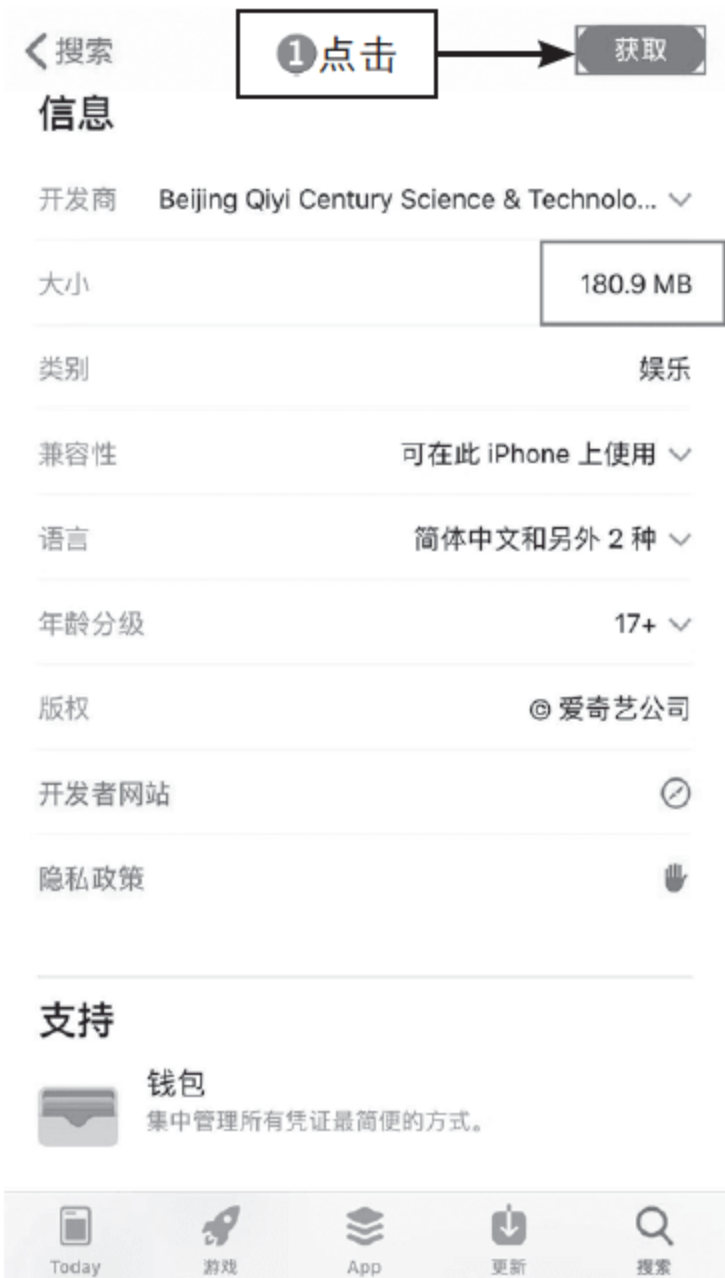 搜索
❶点击
获取
信息
开发商 Beijing Qiyi Century Science & Technolo...
大小 180.9 MB
类别 娱乐
兼容性 可在此 iPhone 上使用
语言 简体中文和另外 2 种
年龄分级 17+
版权 © 爱奇艺公司
开发者网站
隐私政策
支持
钱包
集中管理所有凭证最简便的方式。
Today 游戏 App 更新 搜索